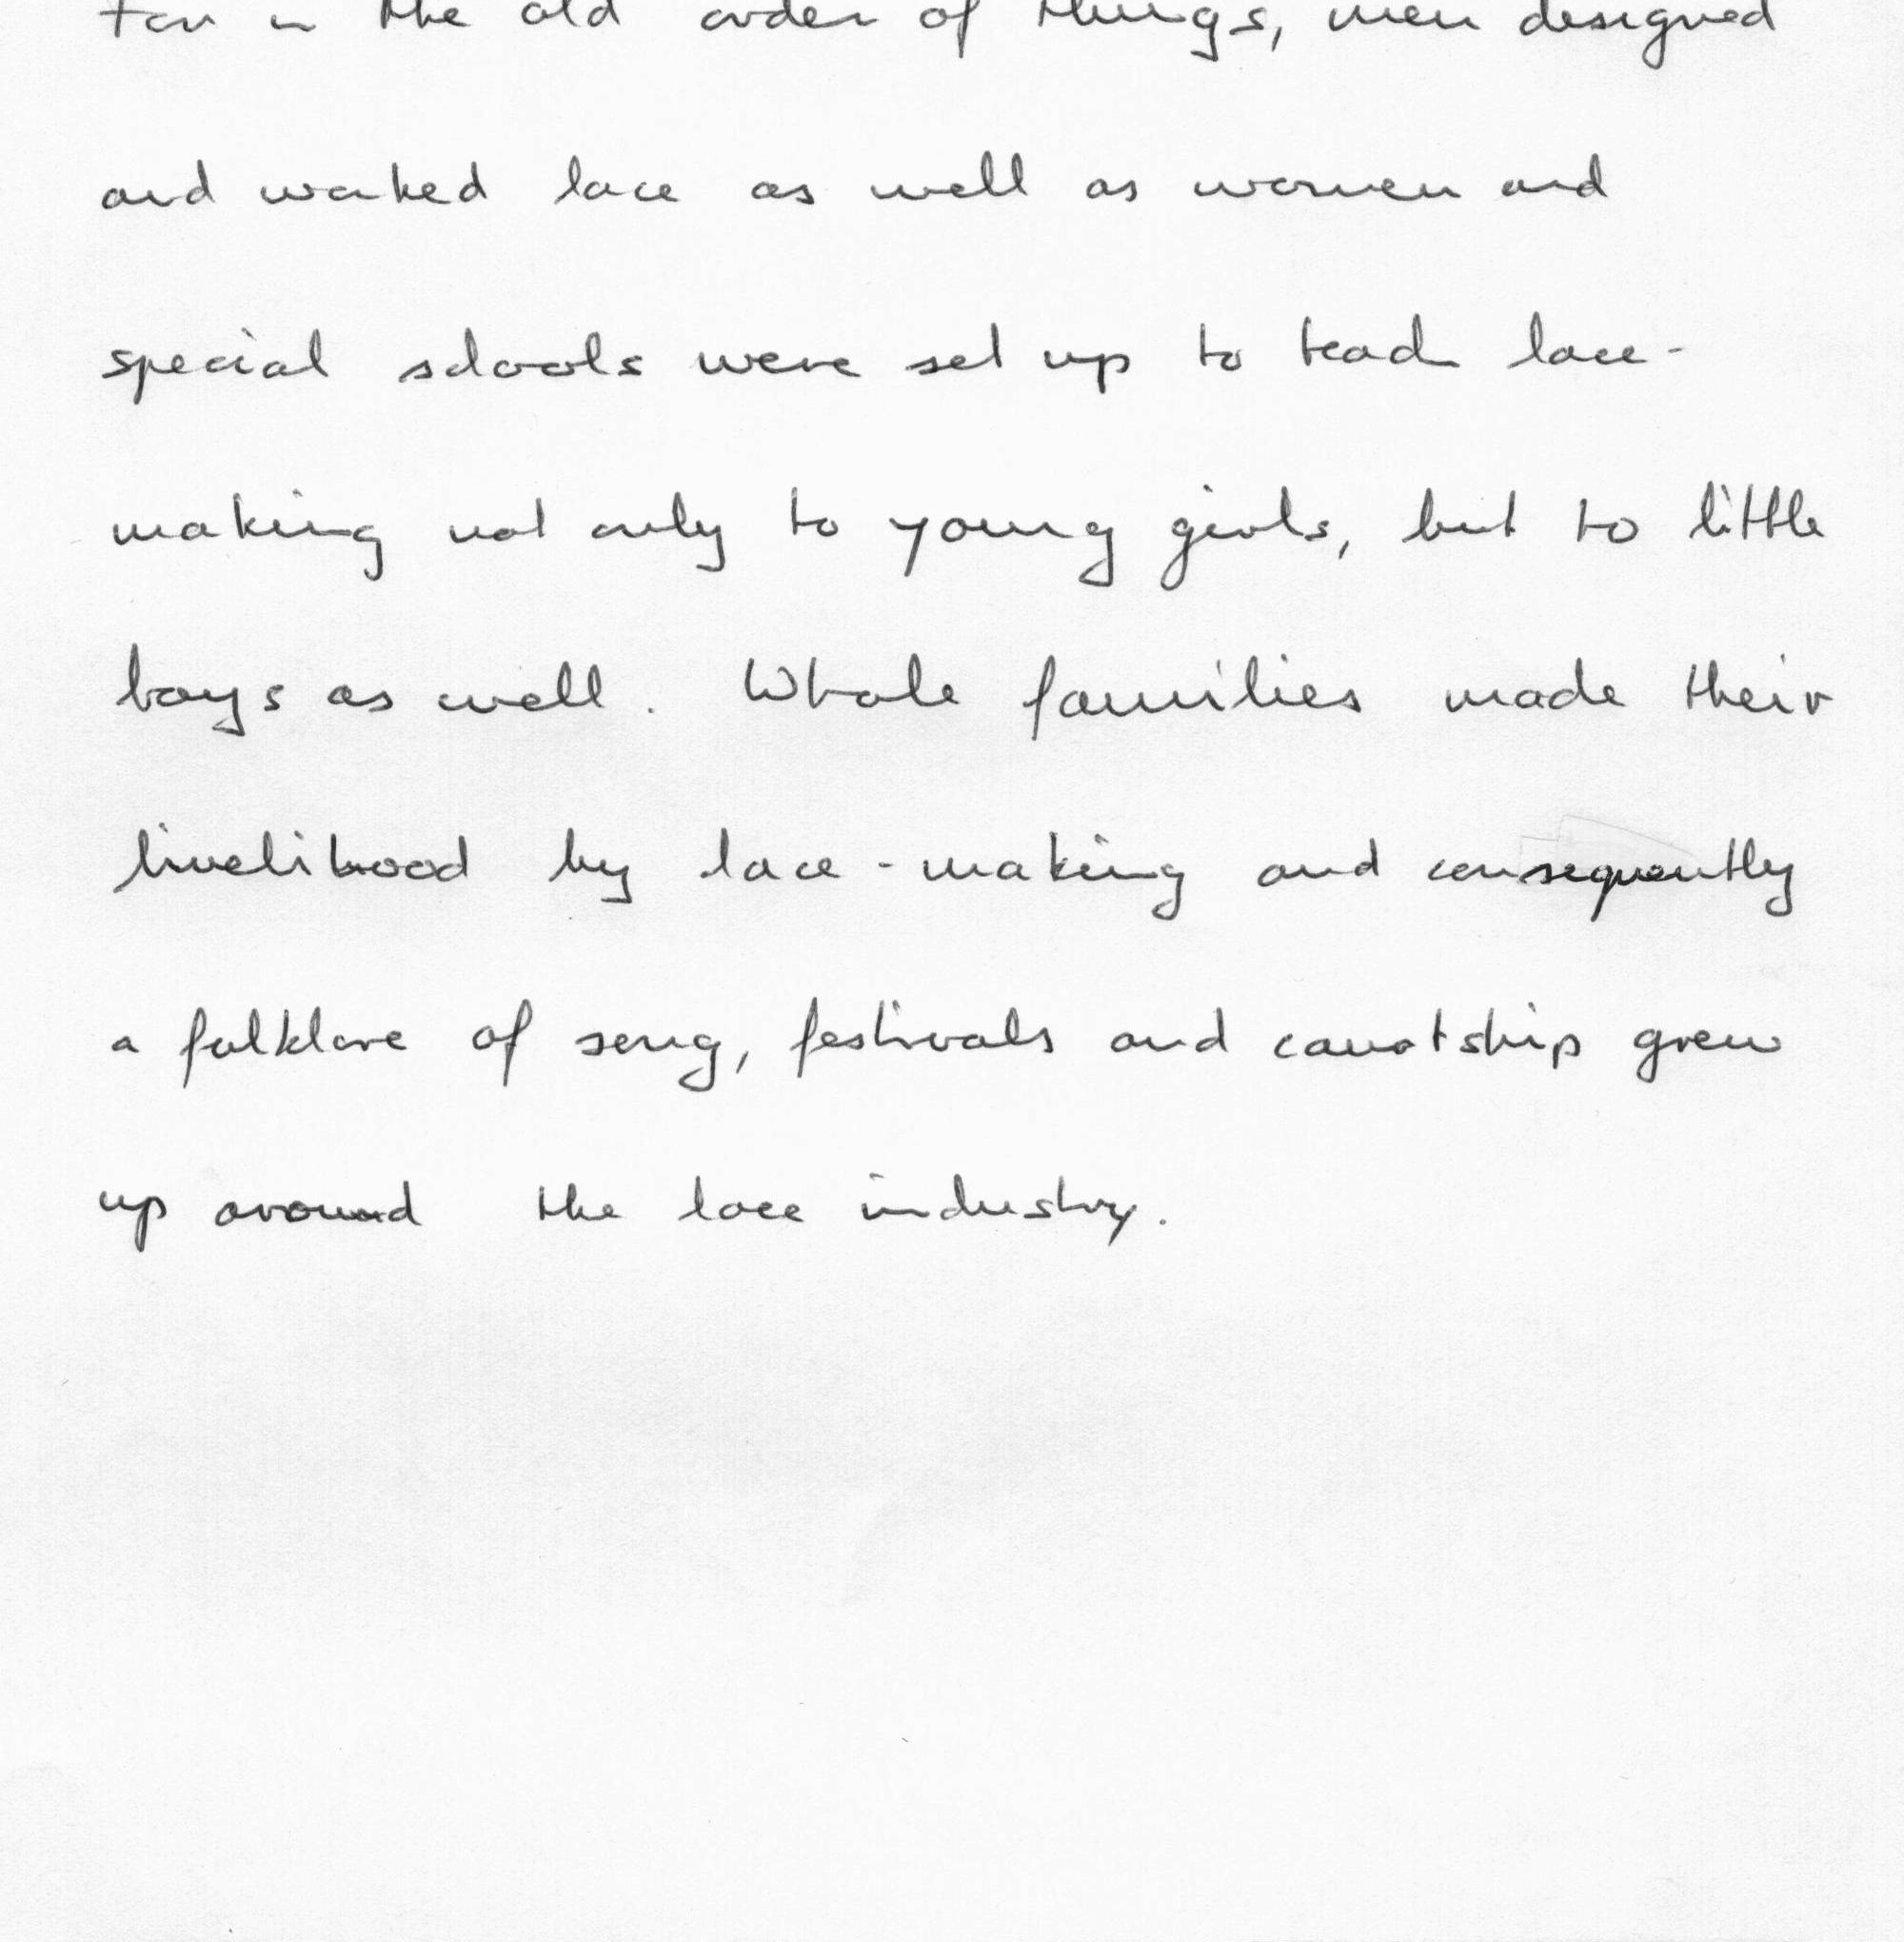 For in the old order of things, men designed
and worked lace as well as women and
special schools were set up to teach lace-
making not only to young girls, but to little
boys as well. Whole families made their
livelihood by lace-making and consequently
a folklore of song, festivals and courtship grew
up around the lace industry.